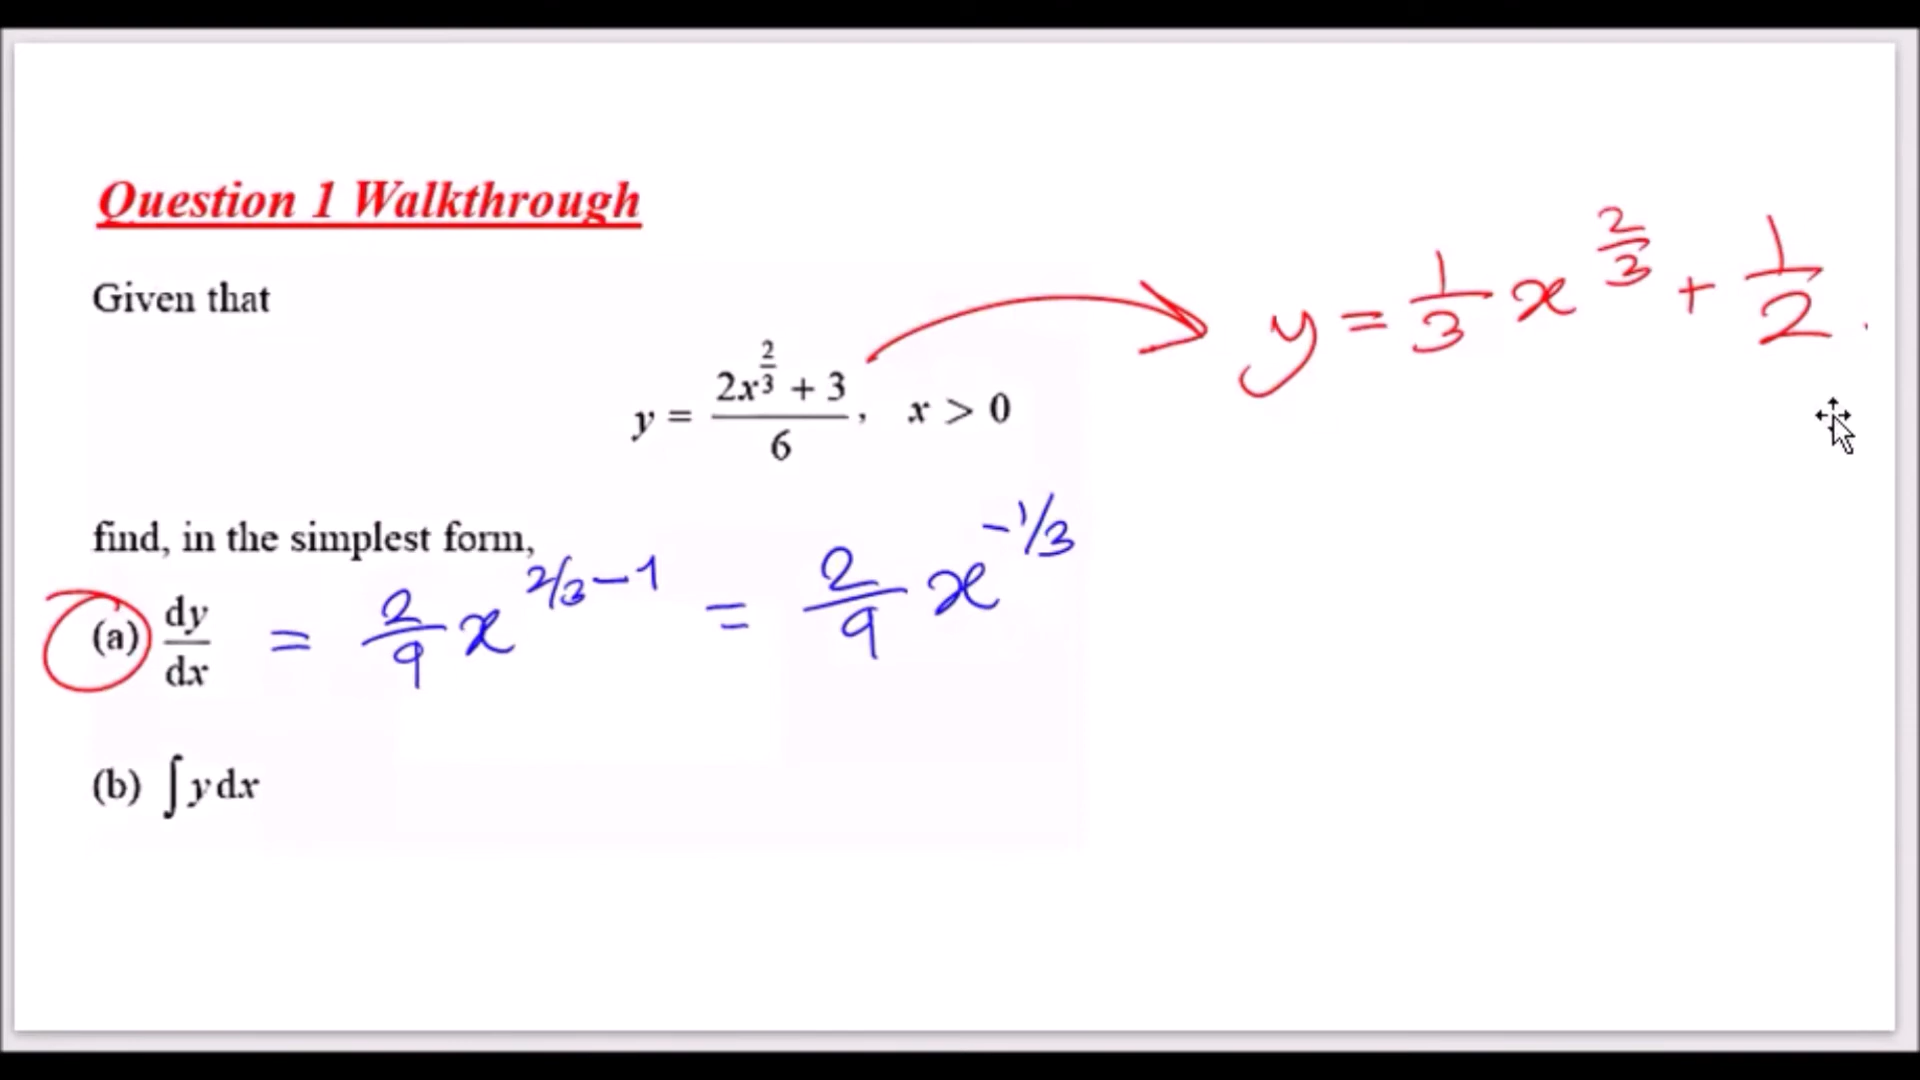 Question 1 Walkthrough
Given that
y = (2x^(2/3) + 3)/6, x > 0
y = 1/3 x^(2/3) + 1/2.
find, in the simplest form,
(a) dy/dx = 2/9 x^(2/3 – 1) = 2/9 x^(-1/3)
(b) ∫ y dx